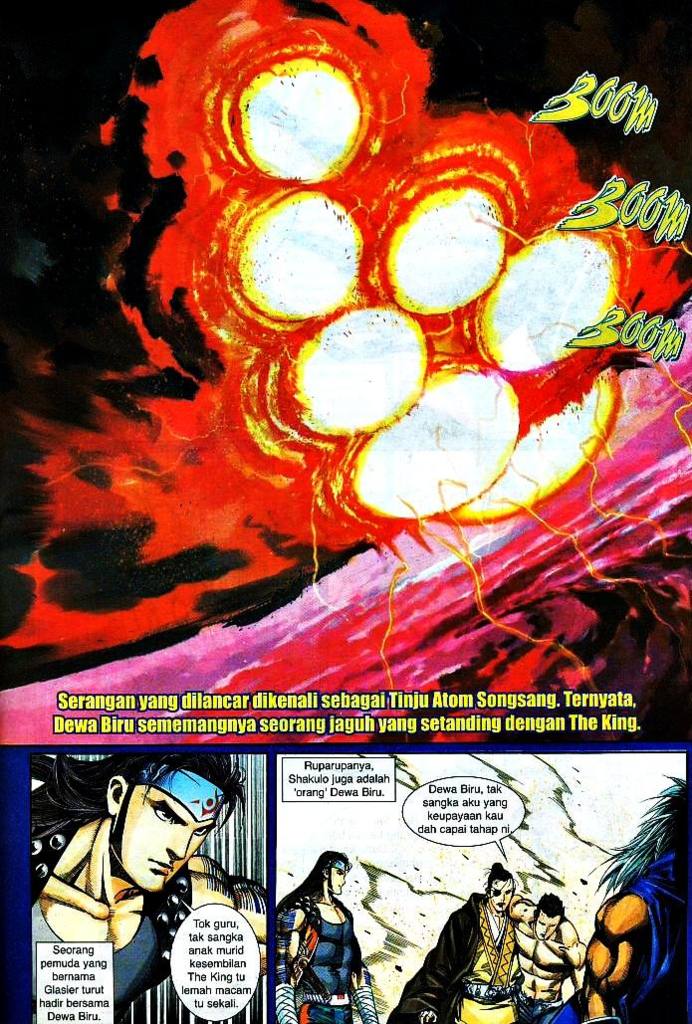 BOOM
BOOM
BOOM
Serangan yang dilancar dikenali sebagai Tinju Atom Songsang. Ternyata,
Dewa Biru sememangnya seorang jaguh yang setanding dengan The King.
Seorang
pemuda yang
bernama
Glasier turut
hadir bersama
Dewa Biru.
Tok guru,
tak sangka
anak murid
kesembilan
The King tu
lemah macam
tu sekali.
Ruparupanya,
Shakulo juga adalah
'orang' Dewa Biru.
Dewa Biru, tak
sangka aku yang
keupayaan kau
dah capai tahap ni.